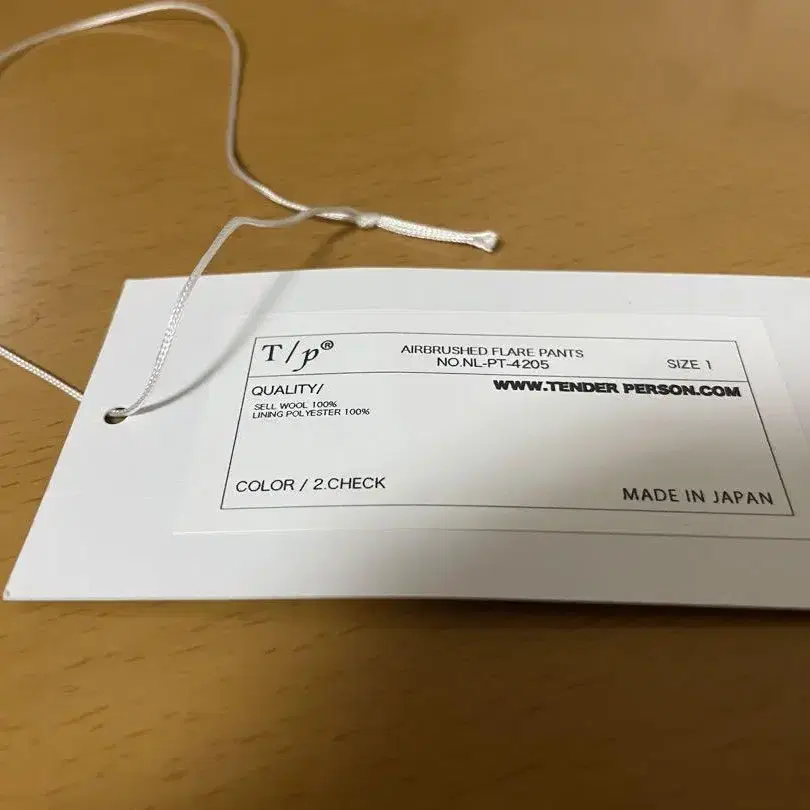 T/p® AIRBRUSHED FLARE PANTS
NO.NL-PT-4205 SIZE 1
QUALITY/ WWW.TENDER PERSON.COM
SELL WOOL 100%
LINING POLYESTER 100%
COLOR / 2.CHECK
MADE IN JAPAN